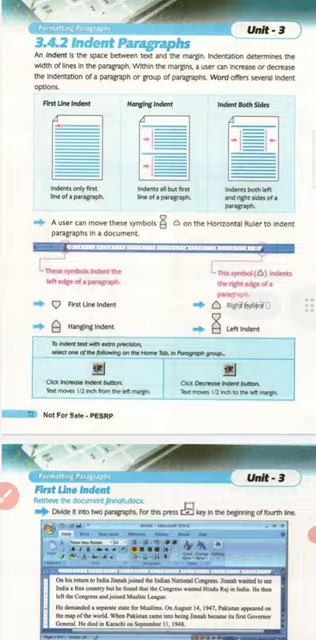 Formatting Paragraphs
Unit - 3
3.4.2 Indent Paragraphs
An indent is the space between text and the margin. Indentation determines the
width of lines in the paragraph. Within the margins, a user can increase or decrease
the indentation of a paragraph or group of paragraphs. Word offers several indent
options.
First Line Indent
Hanging Indent
Indent Both Sides
Indents only first
line of a paragraph.
Indents all but first
line of a paragraph.
Indents both left
and right sides of a
paragraph.
A user can move these symbols on the Horizontal Ruler to indent
paragraphs in a document.
These symbols indent the
left edge of a paragraph.
This symbol ( ) indents
the right edge of a
paragraph.
First Line Indent
Right Indent
Hanging Indent
Left Indent
To indent text with extra precision,
select one of the following on the Home Tab, in Paragraph group...
Click Increase Indent button.
Text moves 1/2 inch from the left margin.
Click Decrease Indent button.
Text moves 1/2 inch to the left margin.
Not For Sale - PESRP
Formatting Paragraphs
Unit - 3
First Line Indent
Retrieve the document Jinnah.docx.
Divide it into two paragraphs. For this press key in the beginning of fourth line.
On his return to India Jinnah joined the Indian National Congress. Jinnah wanted to see
India a free country but he found that the Congress wanted Hindu Raj in India. He then
left the Congress and joined Muslim League.
He demanded a separate state for Muslims. On August 14, 1947, Pakistan appeared on
the map of the world. When Pakistan came into being Jinnah became its first Governor
General. He died in Karachi on September 11, 1948.